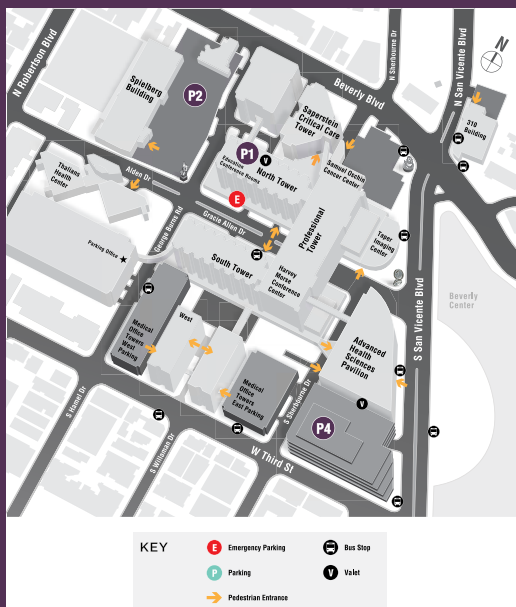 N Robertson Blvd
Beverly Blvd
N Sherbourne Dr
N San Vicente Blvd
N
Spielberg
Building
P2
Saperstein
Critical Care
Tower
310
Building
P1
V
Education
Conference Rooms
North Tower
Samuel Oschin
Cancer Center
Thalians
Health
Center
Alden Dr
E
Gracie Allen Dr
George Burns Rd
Professional
Tower
Taper
Imaging
Center
Parking Office
South Tower
Harvey
Morse
Conference
Center
S San Vicente Blvd
Beverly
Center
Medical
Office
Towers
West
Parking
West
Advanced
Health
Sciences
Pavilion
Medical
Office
Towers
East Parking
S Sherbourne Dr
V
P4
S Hamel Dr
S Willaman Dr
W Third St
KEY
E Emergency Parking
Bus Stop
P Parking
V Valet
Pedestrian Entrance